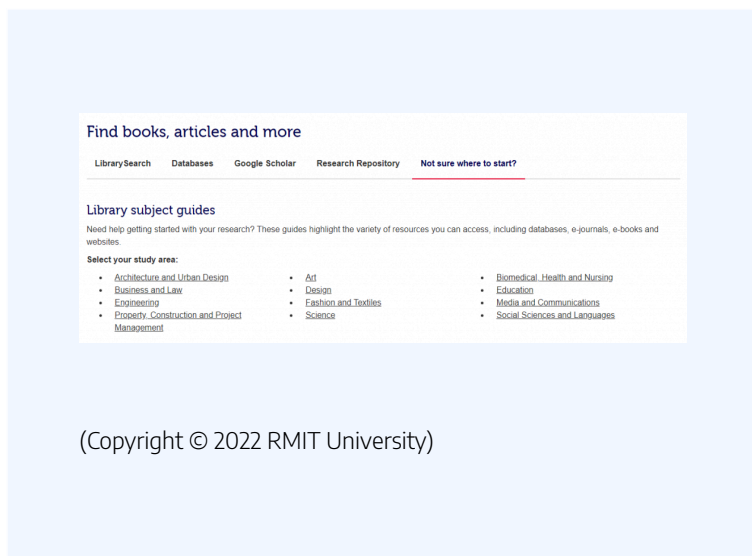 Find books, articles and more
LibrarySearch Databases Google Scholar Research Repository Not sure where to start?
Library subject guides
Need help getting started with your research? These guides highlight the variety of resources you can access, including databases, e-journals, e-books and
websites.
Select your study area:
• Architecture and Urban Design
• Business and Law
• Engineering
• Property, Construction and Project
Management
• Art
• Design
• Fashion and Textiles
• Science
• Biomedical, Health and Nursing
• Education
• Media and Communications
• Social Sciences and Languages
(Copyright © 2022 RMIT University)